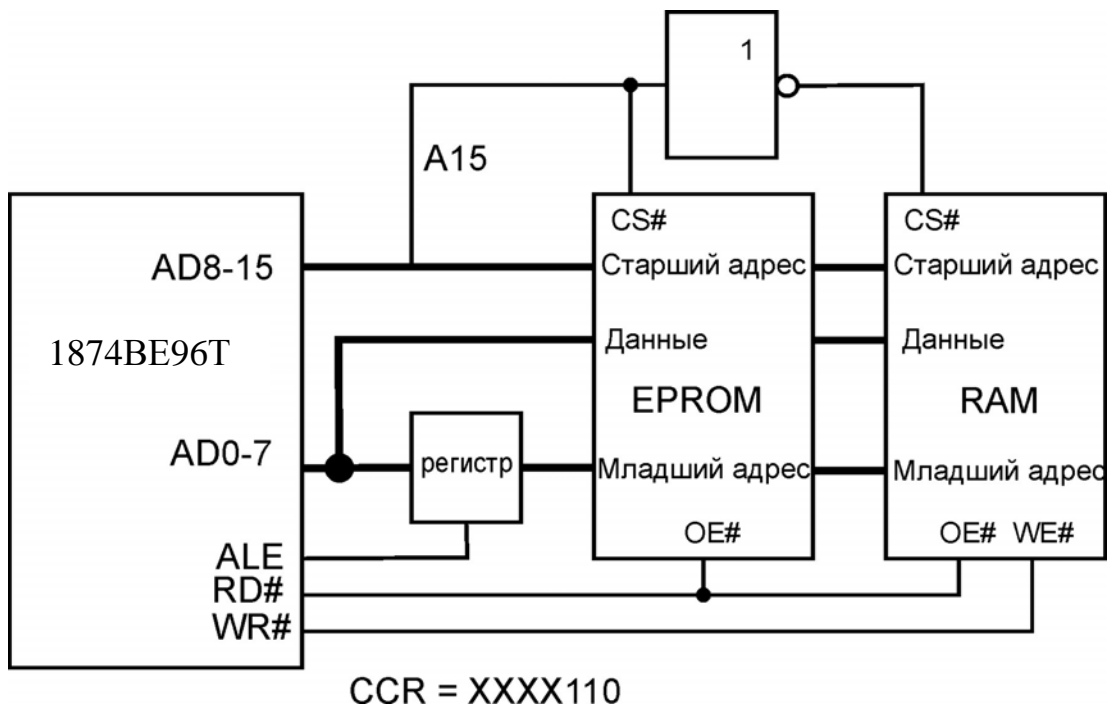 1
A15
CS#
CS#
AD8-15
Старший адрес
Старший адрес
1874ВЕ96Т
Данные
Данные
EPROM
RAM
AD0-7
регистр
Младший адрес
Младший адрес
OE#
OE# WE#
ALE
RD#
WR#
CCR = XXXX110